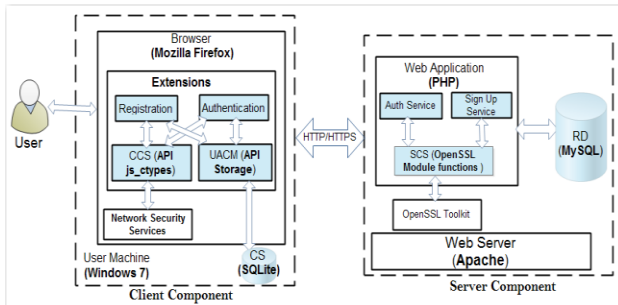 Browser
(Mozilla Firefox)
Extensions
Registration
Authentication
CCS (API
js_ctypes)
UACM (API
Storage)
Network Security
Services
User
User Machine
(Windows 7)
CS
(SQLite)
Client Component
HTTP/HTTPS
Web Application
(PHP)
Auth Service
Sign Up
Service
SCS (OpenSSL
Module functions )
RD
(MySQL)
OpenSSL Toolkit
Web Server
(Apache)
Server Component